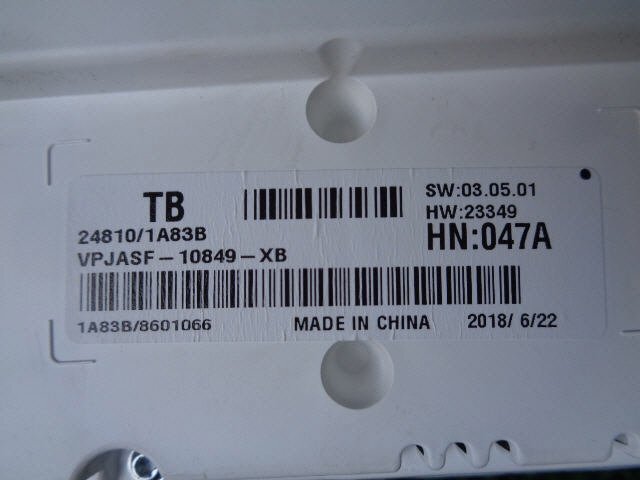 TB
SW:03.05.01
HW:23349
24810/1A83B
HN:047A
VPJASF-10849-XB
1A83B/8601066
MADE IN CHINA
2018/ 6/22